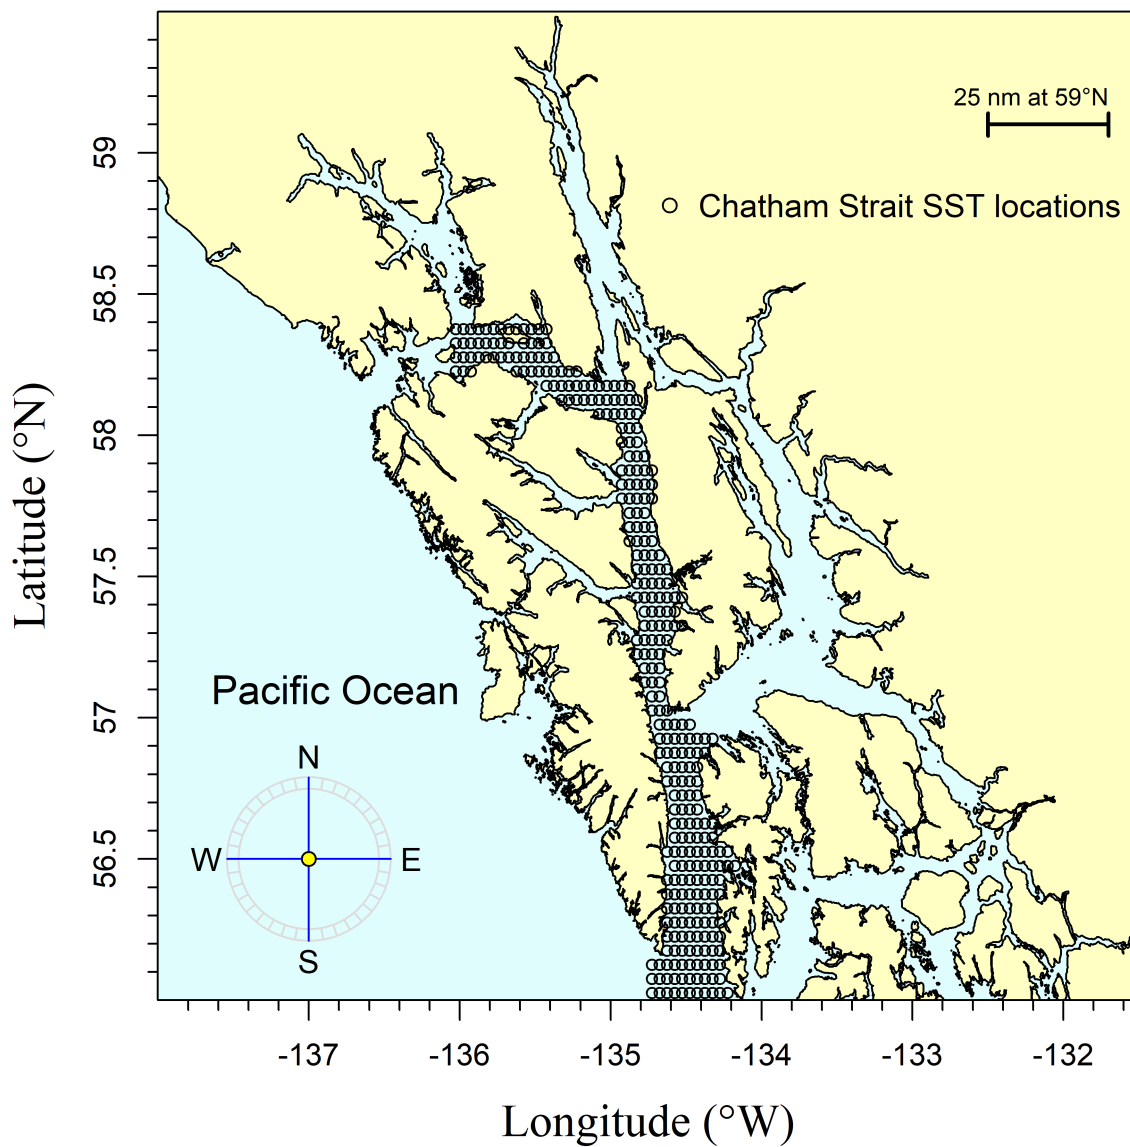 25 nm at 59°N
Chatham Strait SST locations
59
58.5
58
57.5
57
56.5
Latitude (°N)
Pacific Ocean
N
W E
S
-137 -136 -135 -134 -133 -132
Longitude (°W)